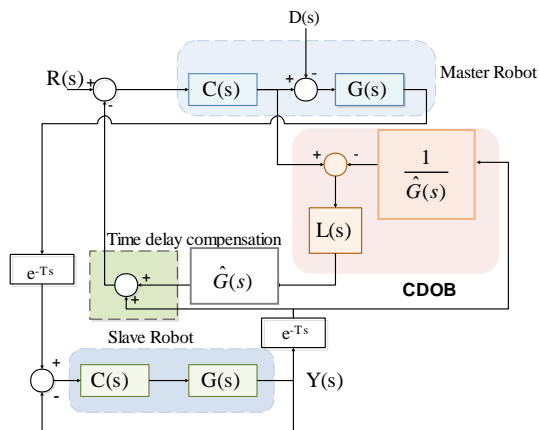 D(s)
R(s)
+
-
C(s)
+
-
G(s)
Master Robot
+
-
1
Ĝ(s)
L(s)
Time delay compensation
e-Ts
+
+
Ĝ(s)
CDOB
Slave Robot
e-Ts
+
-
C(s)
G(s)
Y(s)